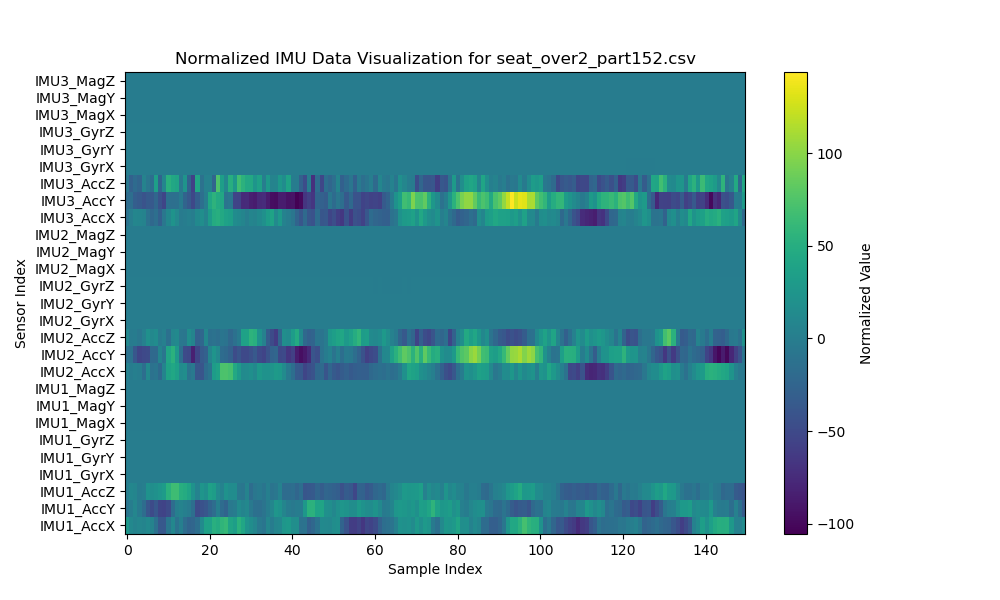 Normalized IMU Data Visualization for seat_over2_part152.csv
Sensor Index
IMU3_MagZ
IMU3_MagY
IMU3_MagX
IMU3_GyrZ
IMU3_GyrY
IMU3_GyrX
IMU3_AccZ
IMU3_AccY
IMU3_AccX
IMU2_MagZ
IMU2_MagY
IMU2_MagX
IMU2_GyrZ
IMU2_GyrY
IMU2_GyrX
IMU2_AccZ
IMU2_AccY
IMU2_AccX
IMU1_MagZ
IMU1_MagY
IMU1_MagX
IMU1_GyrZ
IMU1_GyrY
IMU1_GyrX
IMU1_AccZ
IMU1_AccY
IMU1_AccX
0 20 40 60 80 100 120 140
Sample Index
100
50
0
−50
−100
Normalized Value